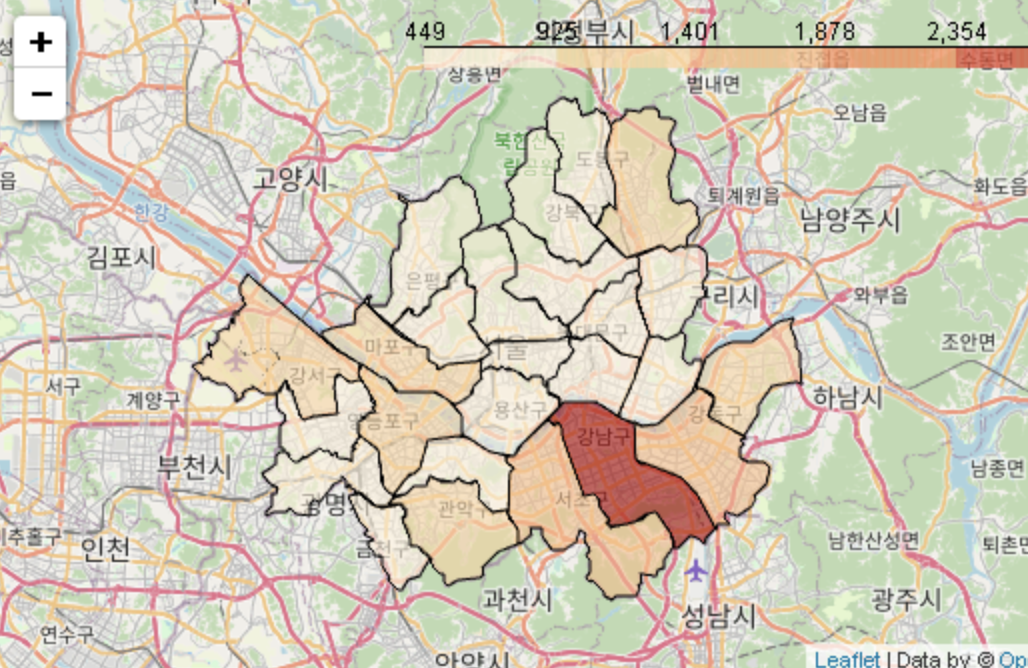 +
−
449 925 1,401 1,878 2,354
의정부시
진접읍
수동면
상용변
별내면
오남읍
북한산국
립공원
도봉구
고양시
퇴계원읍
화도읍
한강
강북구
남양주시
김포시
은평
구리시
와부읍
마포구
서울
동대문구
조안면
강서구
서구
계양구
하남시
영등포구
용산구
강동구
강남구
부천시
남종면
광명
관악구
서초구
추홀구
인천
금천구
남한산성면
퇴촌면
과천시
성남시
광주시
연수구
안양시
Leaflet | Data by © Op